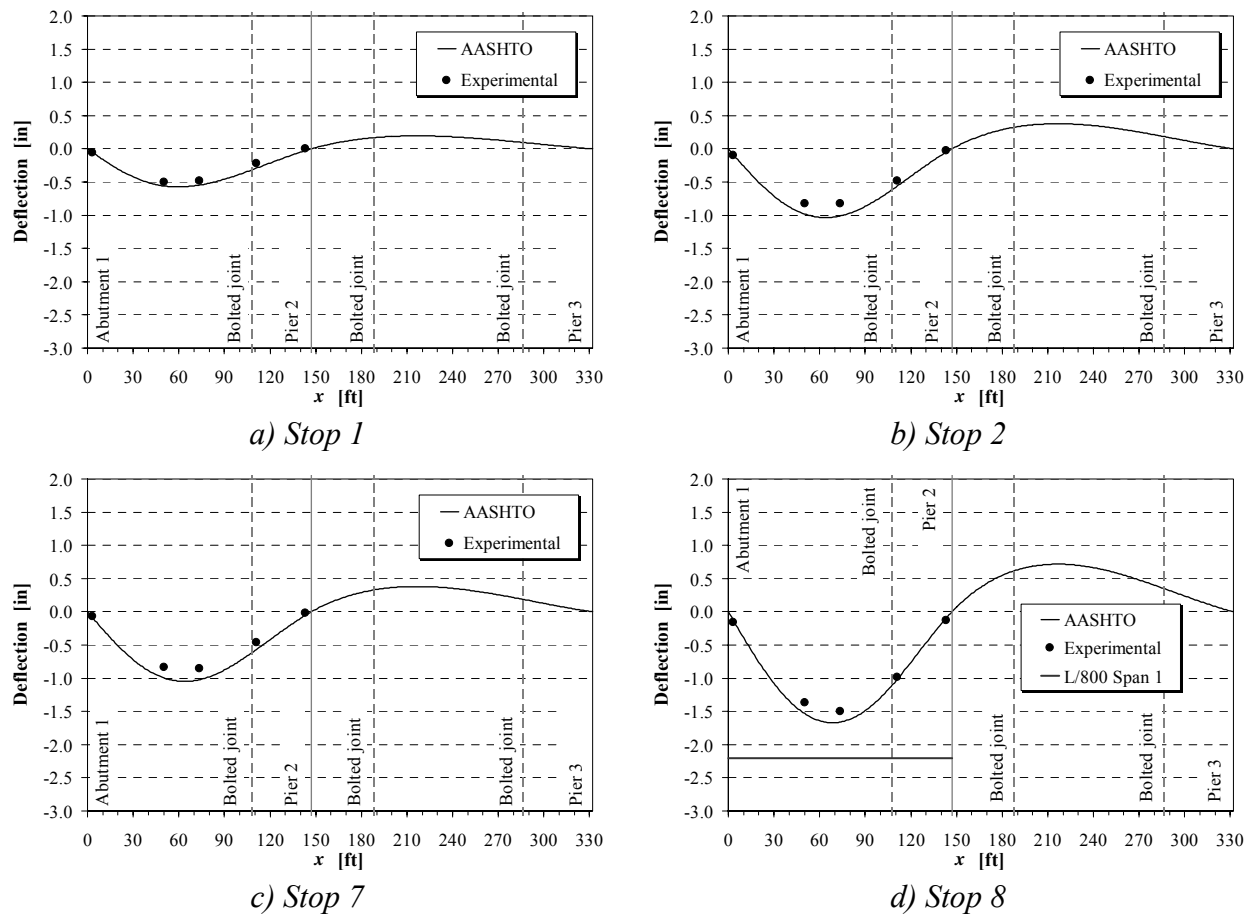 2.0
1.5
1.0
0.5
0.0
-0.5
-1.0
-1.5
-2.0
-2.5
-3.0
Deflection [in]
AASHTO
Experimental
Abutment 1
Bolted joint
Pier 2
Bolted joint
Bolted joint
Pier 3
0 30 60 90 120 150 180 210 240 270 300 330
x [ft]
a) Stop 1
2.0
1.5
1.0
0.5
0.0
-0.5
-1.0
-1.5
-2.0
-2.5
-3.0
Deflection [in]
AASHTO
Experimental
Abutment 1
Bolted joint
Pier 2
Bolted joint
Bolted joint
Pier 3
0 30 60 90 120 150 180 210 240 270 300 330
x [ft]
b) Stop 2
2.0
1.5
1.0
0.5
0.0
-0.5
-1.0
-1.5
-2.0
-2.5
-3.0
Deflection [in]
AASHTO
Experimental
Abutment 1
Bolted joint
Pier 2
Bolted joint
Bolted joint
Pier 3
0 30 60 90 120 150 180 210 240 270 300 330
x [ft]
c) Stop 7
2.0
1.5
1.0
0.5
0.0
-0.5
-1.0
-1.5
-2.0
-2.5
-3.0
Deflection [in]
Abutment 1
Bolted joint
Pier 2
AASHTO
Experimental
L/800 Span 1
Bolted joint
Bolted joint
Pier 3
0 30 60 90 120 150 180 210 240 270 300 330
x [ft]
d) Stop 8